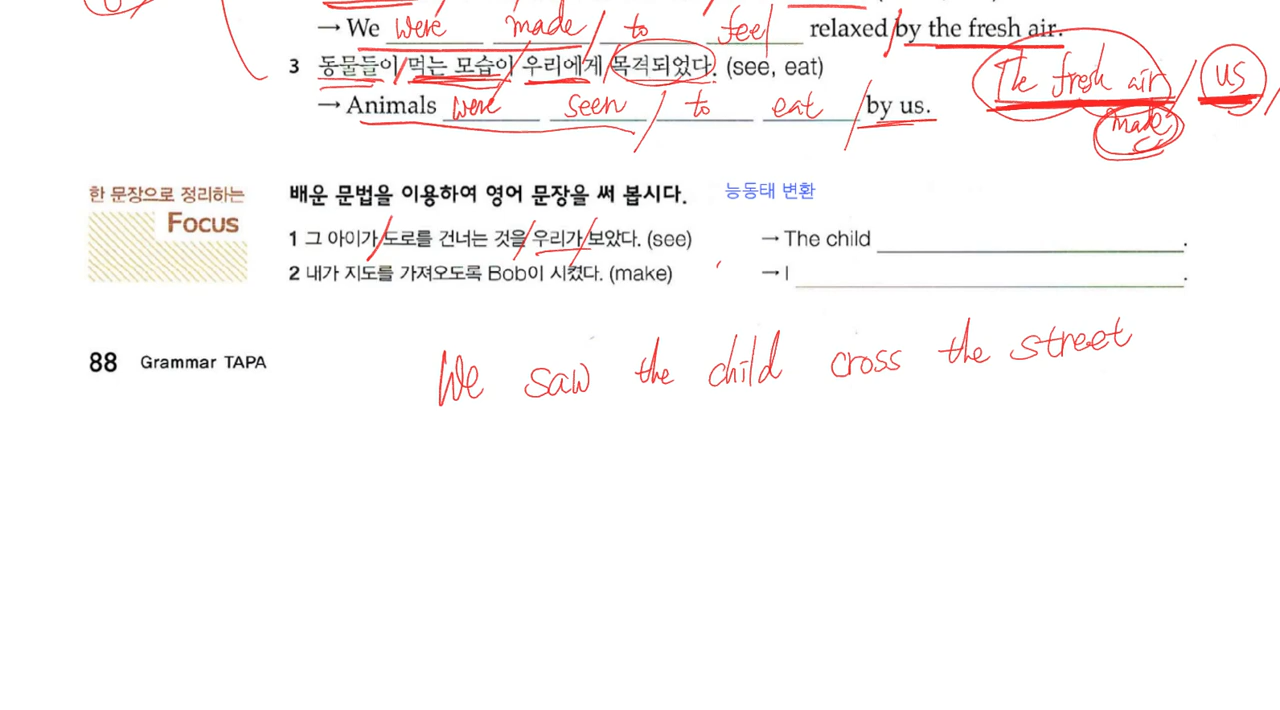 → We were made to feel relaxed by the fresh air.
3 동물들이 먹는 모습이 우리에게 목격되었다. (see, eat)
The fresh air / us
→ Animals were seen to eat by us.
made
한 문장으로 정리하는
Focus
배운 문법을 이용하여 영어 문장을 써 봅시다. 능동태 변환
1 그 아이가 도로를 건너는 것을 우리가 보았다. (see) → The child ____.
2 내가 지도를 가져오도록 Bob이 시켰다. (make) → I ____.
We saw the child cross the street
88 Grammar TAPA